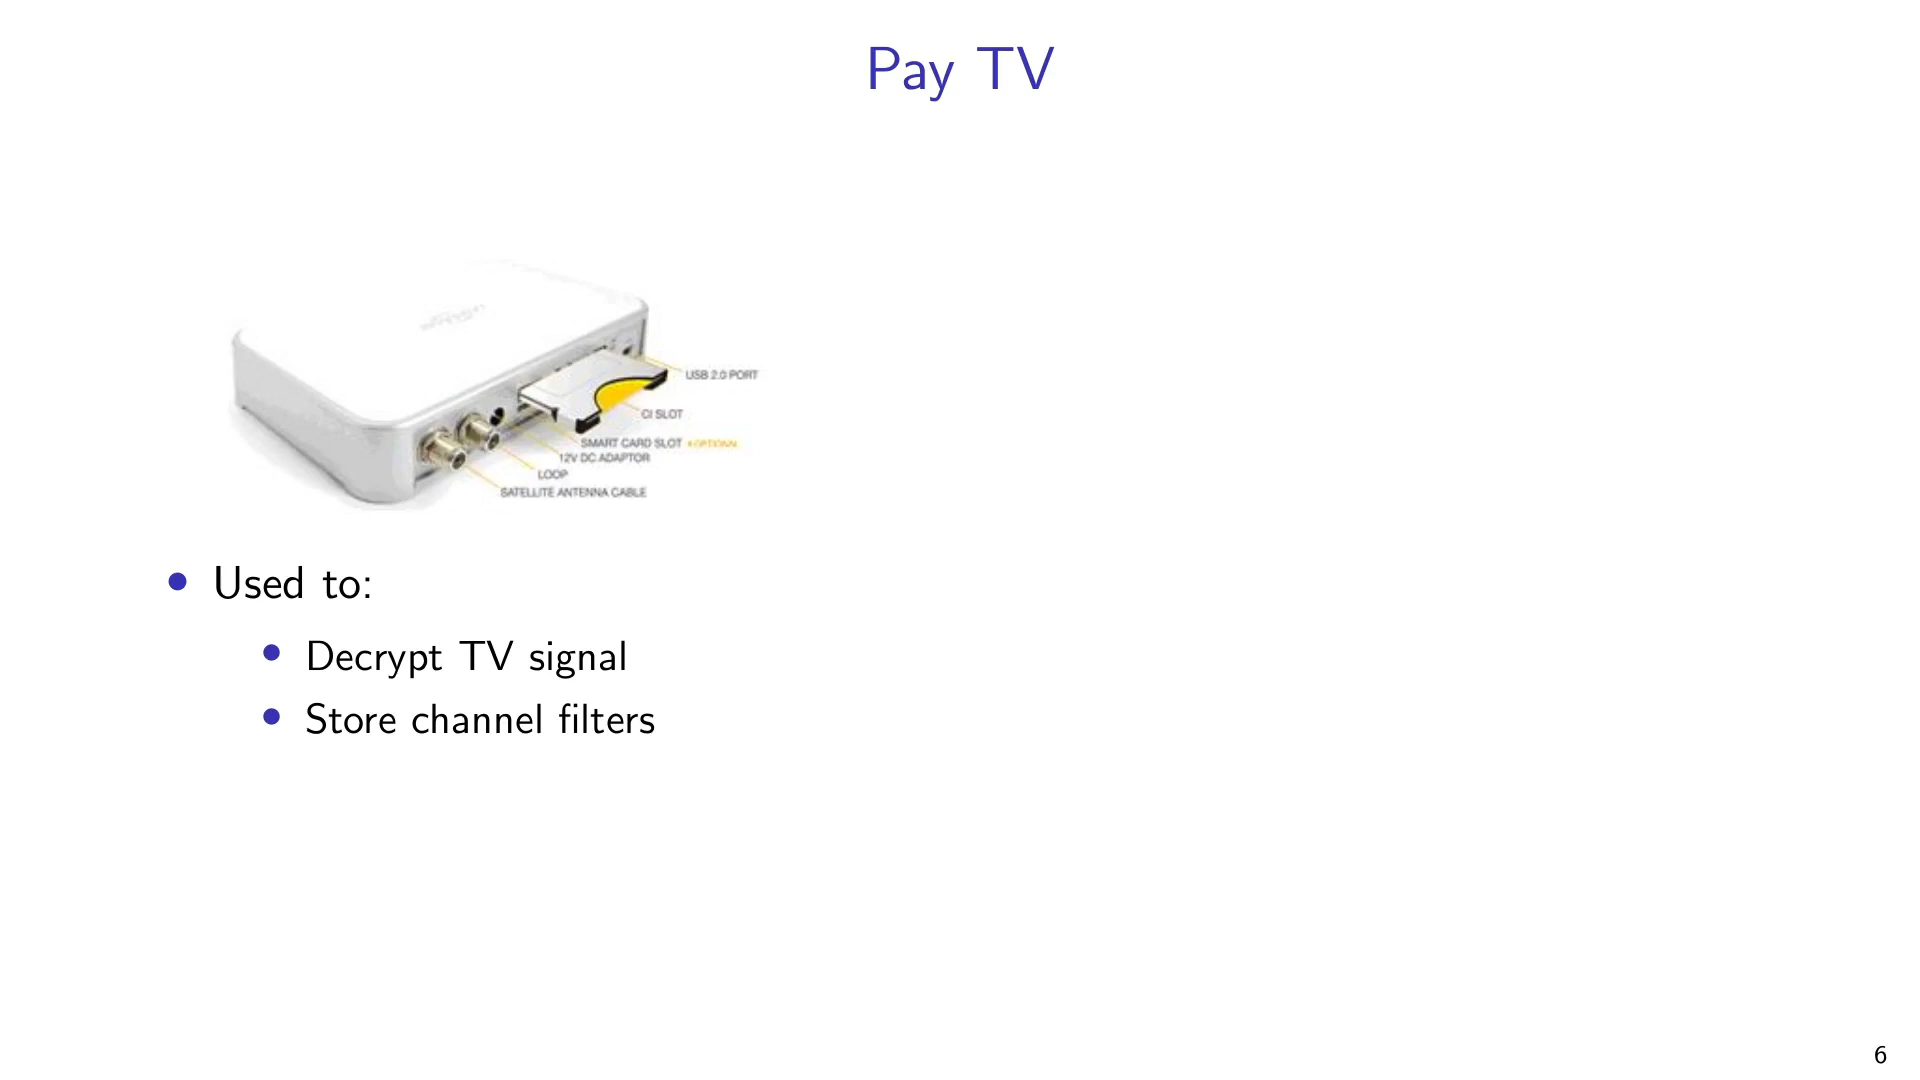 Pay TV
USB 2.0 PORT
CI SLOT
SMART CARD SLOT
12V DC ADAPTOR
LOOP
SATELLITE ANTENNA CABLE
• Used to:
• Decrypt TV signal
• Store channel filters
6